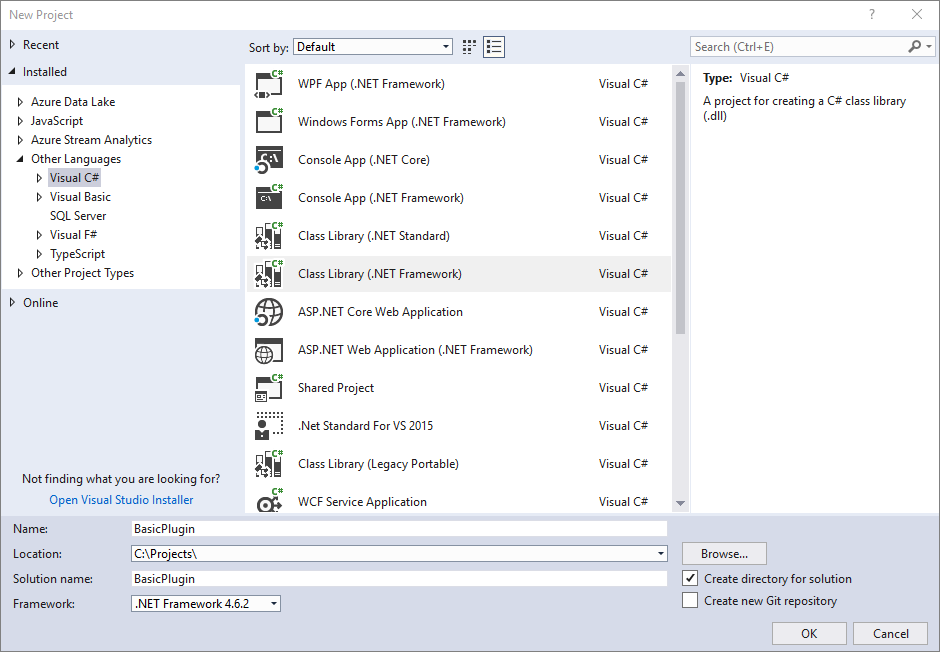 New Project
Recent
Installed
Azure Data Lake
JavaScript
Azure Stream Analytics
Other Languages
Visual C#
Visual Basic
SQL Server
Visual F#
TypeScript
Other Project Types
Online
Not finding what you are looking for?
Open Visual Studio Installer
Sort by: Default
WPF App (.NET Framework) Visual C#
Windows Forms App (.NET Framework) Visual C#
Console App (.NET Core) Visual C#
Console App (.NET Framework) Visual C#
Class Library (.NET Standard) Visual C#
Class Library (.NET Framework) Visual C#
ASP.NET Core Web Application Visual C#
ASP.NET Web Application (.NET Framework) Visual C#
Shared Project Visual C#
.Net Standard For VS 2015 Visual C#
Class Library (Legacy Portable) Visual C#
WCF Service Application Visual C#
Search (Ctrl+E)
Type: Visual C#
A project for creating a C# class library
(.dll)
Name: BasicPlugin
Location: C:\Projects\
Solution name: BasicPlugin
Framework: .NET Framework 4.6.2
Browse...
Create directory for solution
Create new Git repository
OK Cancel